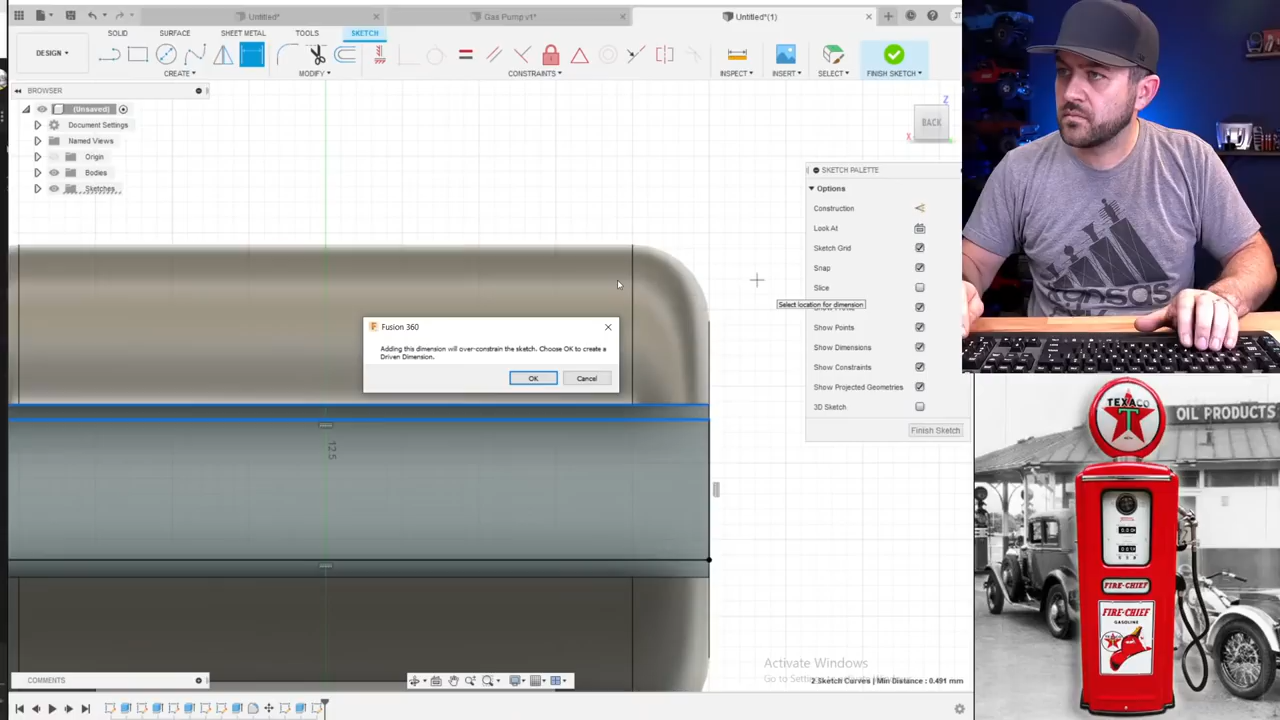 Untitled*
Gas Pump v1*
Untitled*(1)
DESIGN
SOLID
SURFACE
SHEET METAL
TOOLS
SKETCH
CREATE
MODIFY
CONSTRAINTS
INSPECT
INSERT
SELECT
FINISH SKETCH
BROWSER
(Unsaved)
Document Settings
Named Views
Origin
Bodies
Sketches
Z
BACK
X
SKETCH PALETTE
Options
Construction
Look At
Sketch Grid
Snap
Slice
Select location for dimension
Show Points
Show Dimensions
Show Constraints
Show Projected Geometries
3D Sketch
Finish Sketch
Fusion 360
Adding this dimension will over-constrain the sketch. Choose OK to create a
Driven Dimension.
OK
Cancel
12.5
Activate Windows
2 Sketch Curves | Min Distance : 0.491 mm
COMMENTS
TEXACO
T
OIL PRODUCTS
FIRE-CHIEF
FIRE-CHIEF
GASOLINE